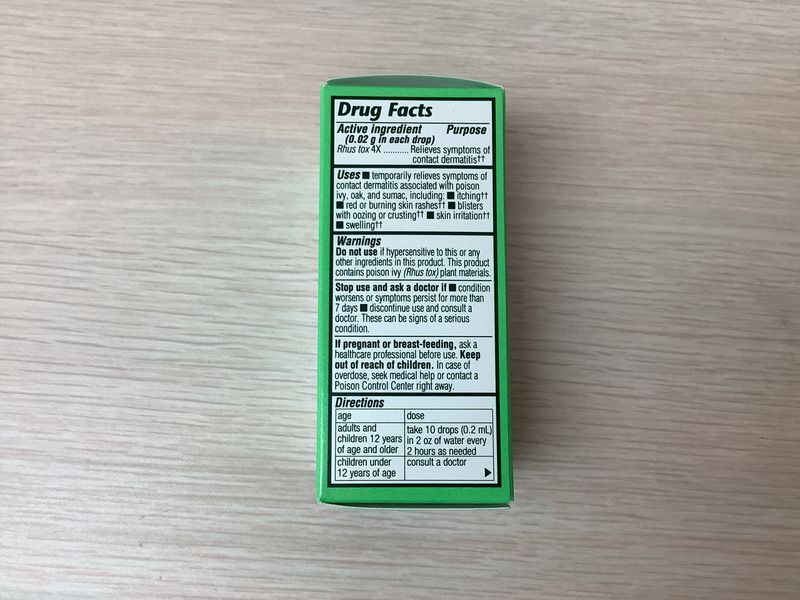 Drug Facts
Active ingredient Purpose
(0.02 g in each drop)
Rhus tox 4X ........... Relieves symptoms of
contact dermatitis††
Uses ■ temporarily relieves symptoms of
contact dermatitis associated with poison
ivy, oak, and sumac, including: ■ itching††
■ red or burning skin rashes†† ■ blisters
with oozing or crusting†† ■ skin irritation††
■ swelling††
Warnings
Do not use if hypersensitive to this or any
other ingredients in this product. This product
contains poison ivy (Rhus tox) plant materials.
Stop use and ask a doctor if ■ condition
worsens or symptoms persist for more than
7 days ■ discontinue use and consult a
doctor. These can be signs of a serious
condition.
If pregnant or breast-feeding, ask a
healthcare professional before use. Keep
out of reach of children. In case of
overdose, seek medical help or contact a
Poison Control Center right away.
Directions
age dose
adults and take 10 drops (0.2 mL)
children 12 years in 2 oz of water every
of age and older 2 hours as needed
children under consult a doctor
12 years of age